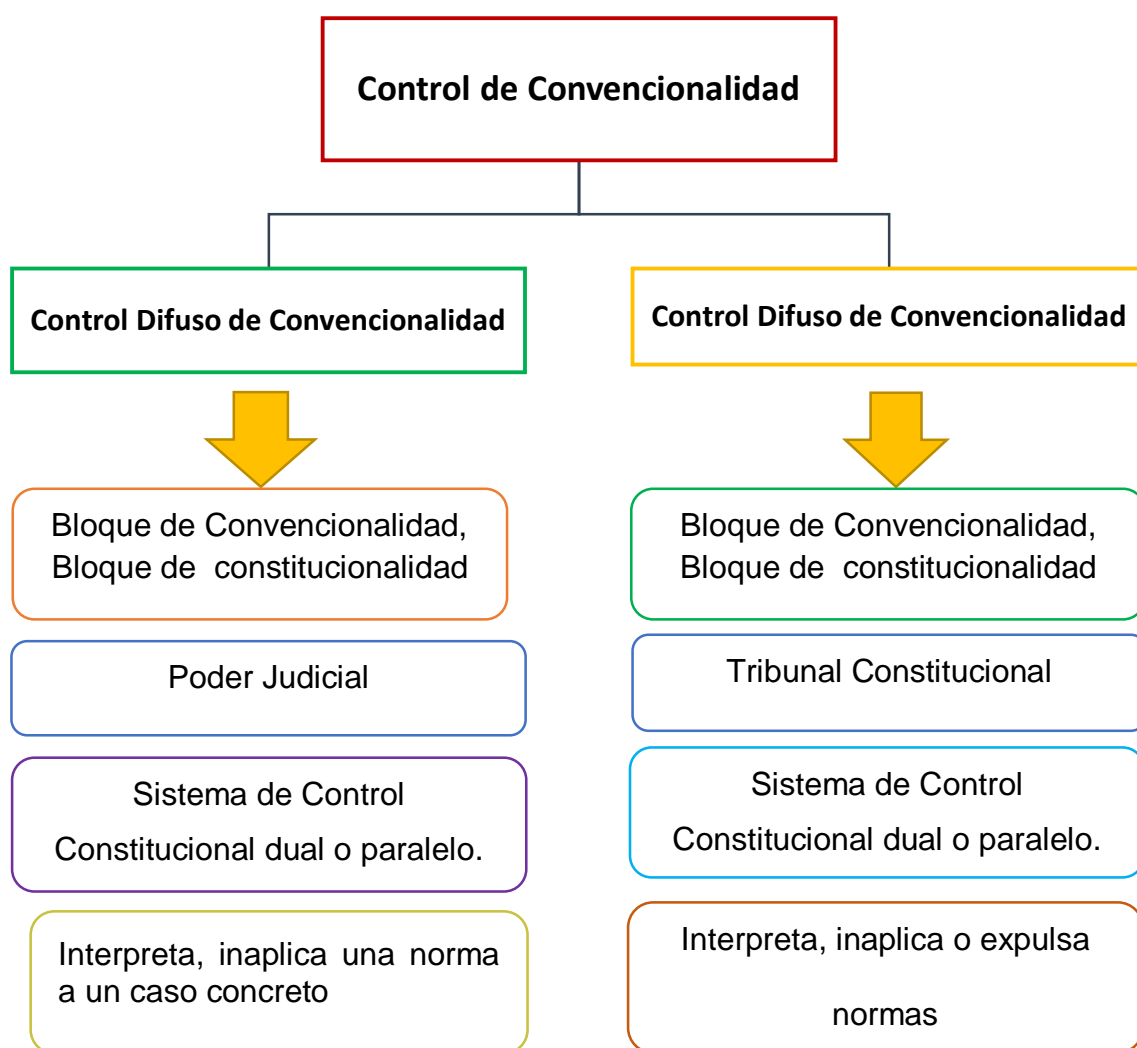 Control de Convencionalidad
Control Difuso de Convencionalidad
Bloque de Convencionalidad,
Bloque de constitucionalidad
Poder Judicial
Sistema de Control
Constitucional dual o paralelo.
Interpreta, inaplica una norma
a un caso concreto
Control Difuso de Convencionalidad
Bloque de Convencionalidad,
Bloque de constitucionalidad
Tribunal Constitucional
Sistema de Control
Constitucional dual o paralelo.
Interpreta, inaplica o expulsa
normas